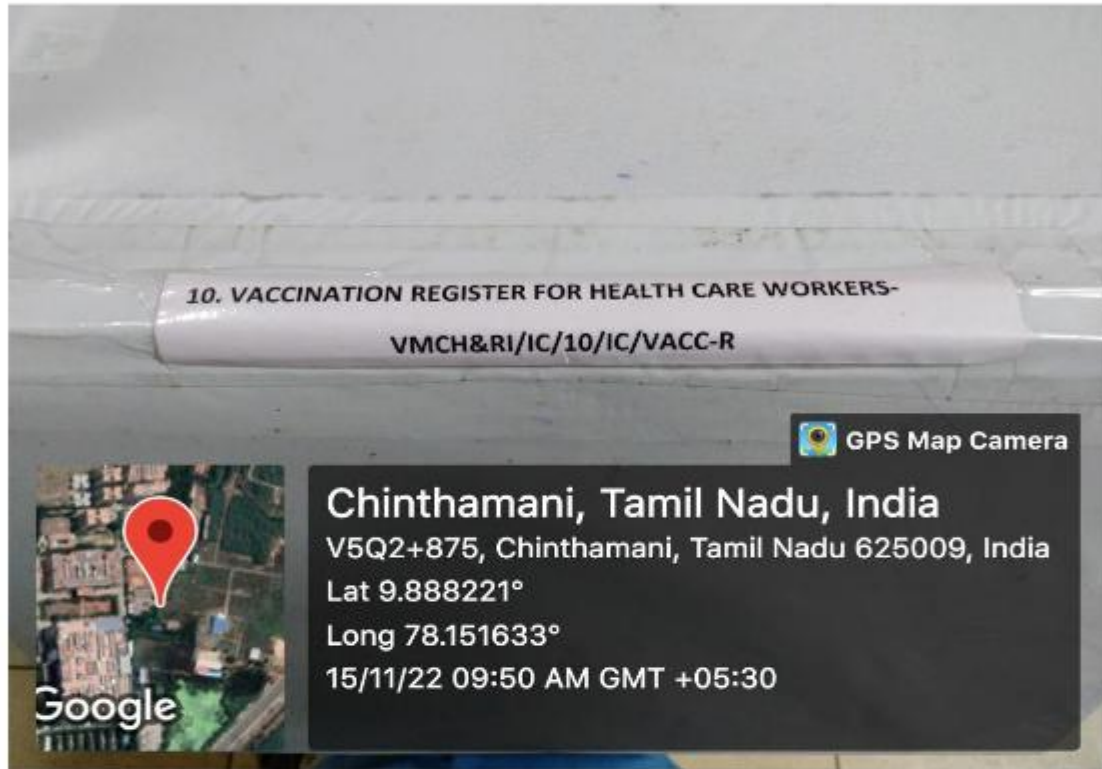 10. VACCINATION REGISTER FOR HEALTH CARE WORKERS-
VMCH&RI/IC/10/IC/VACC-R
GPS Map Camera
Chinthamani, Tamil Nadu, India
V5Q2+875, Chinthamani, Tamil Nadu 625009, India
Lat 9.888221°
Long 78.151633°
15/11/22 09:50 AM GMT +05:30
Google